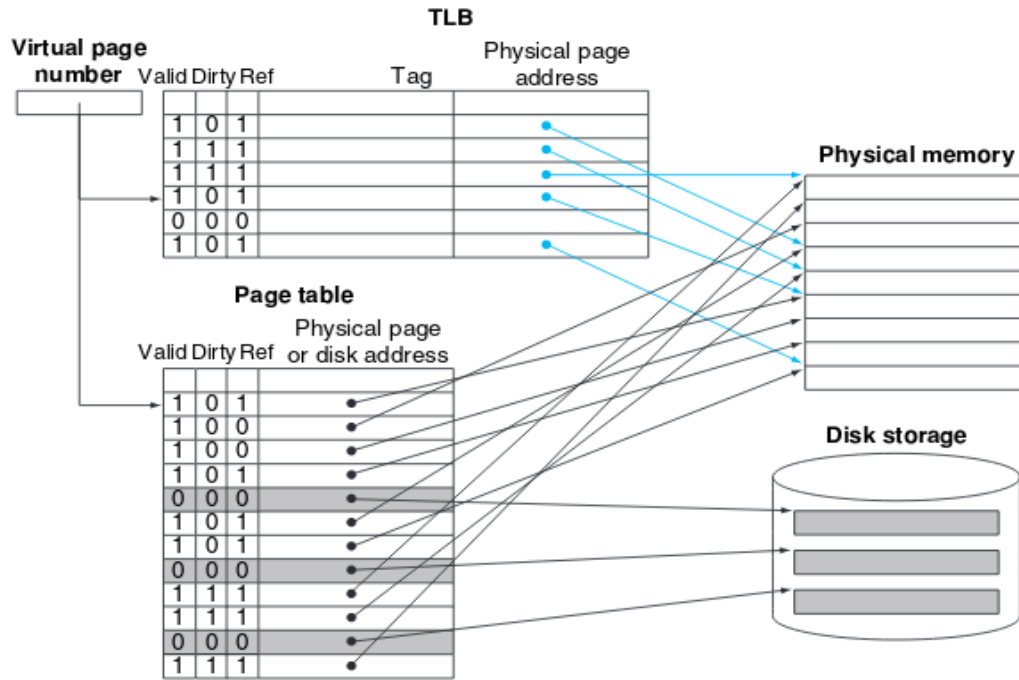 TLB
Virtual page
number
Valid Dirty Ref
Tag
Physical page
address
1 0 1
1 1 1
1 1 1
1 0 1
0 0 0
1 0 1
Physical memory
Page table
Physical page
or disk address
Valid Dirty Ref
1 0 1
1 0 0
1 0 0
1 0 1
0 0 0
1 0 1
1 0 1
0 0 0
1 1 1
1 1 1
0 0 0
1 1 1
Disk storage